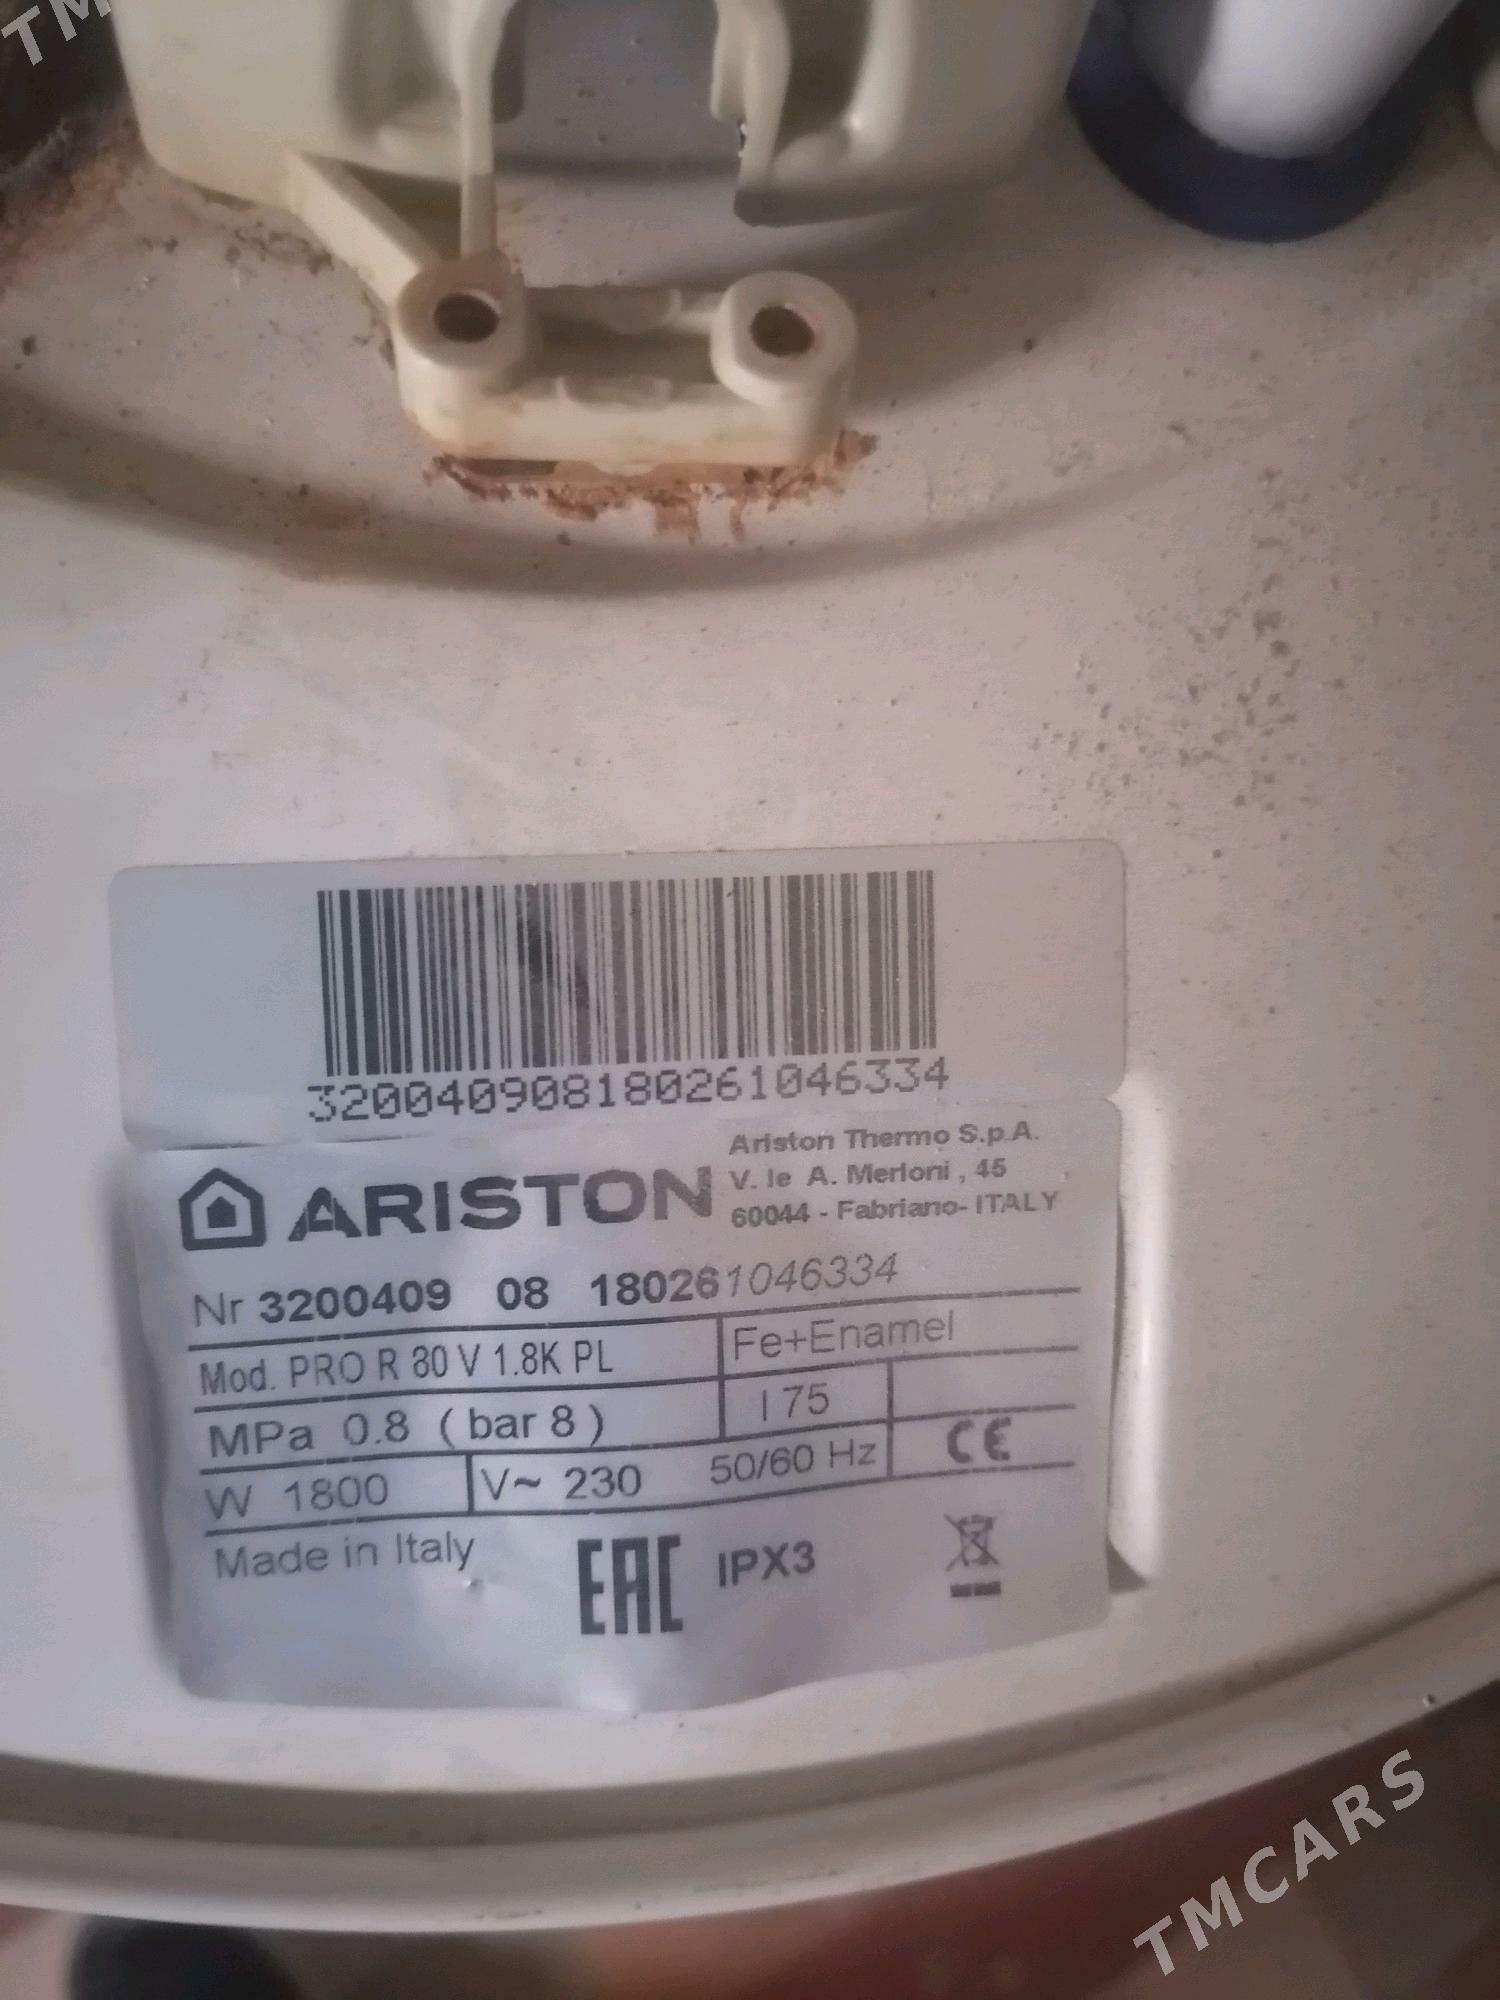 TM
320040908180261046334
ARISTON
Ariston Thermo S.p.A.
V. le A. Merloni , 45
60044 - Fabriano- ITALY
Nr 3200409 08 180261046334
Mod. PRO R 80 V 1.8K PL
Fe+Enamel
MPa 0.8 ( bar 8 )
l 75
W 1800
V~ 230 50/60 Hz
CE
Made in Italy
EAC
IPX3
TMCARS